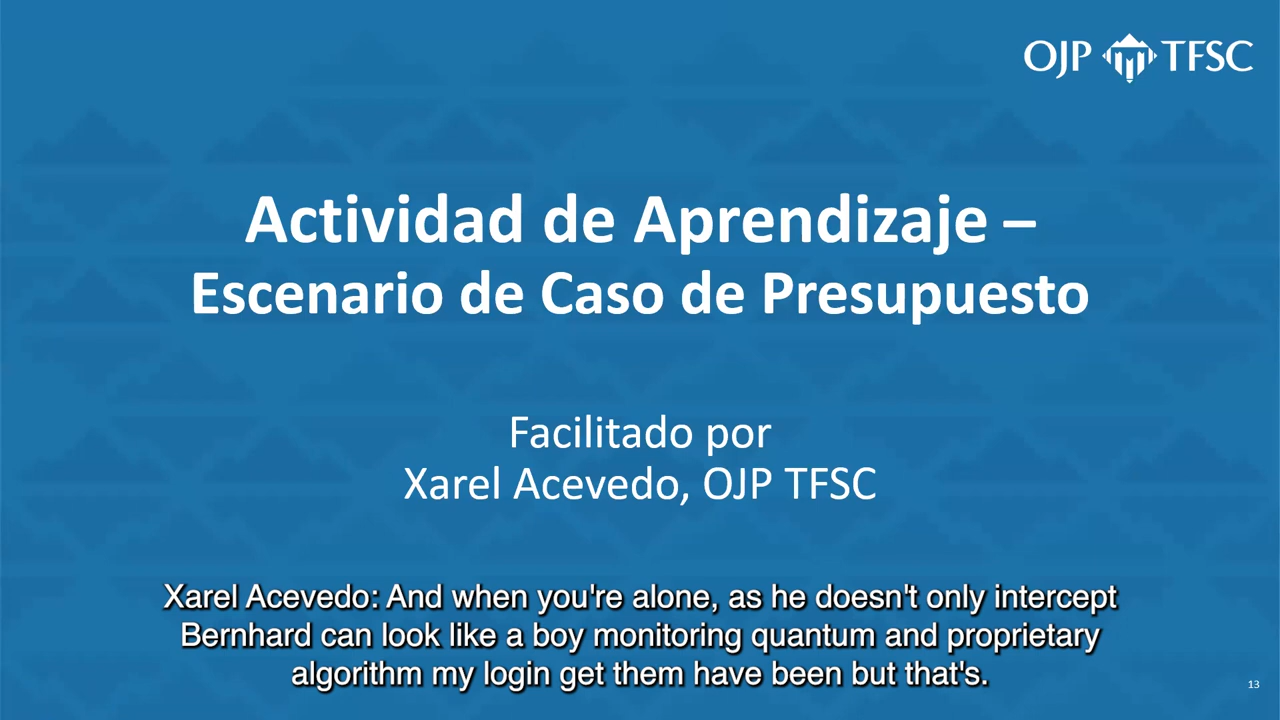 OJP TFSC
Actividad de Aprendizaje –
Escenario de Caso de Presupuesto
Facilitado por
Xarel Acevedo, OJP TFSC
Xarel Acevedo: And when you're alone, as he doesn't only intercept
Bernhard can look like a boy monitoring quantum and proprietary
algorithm my login get them have been but that's.
13